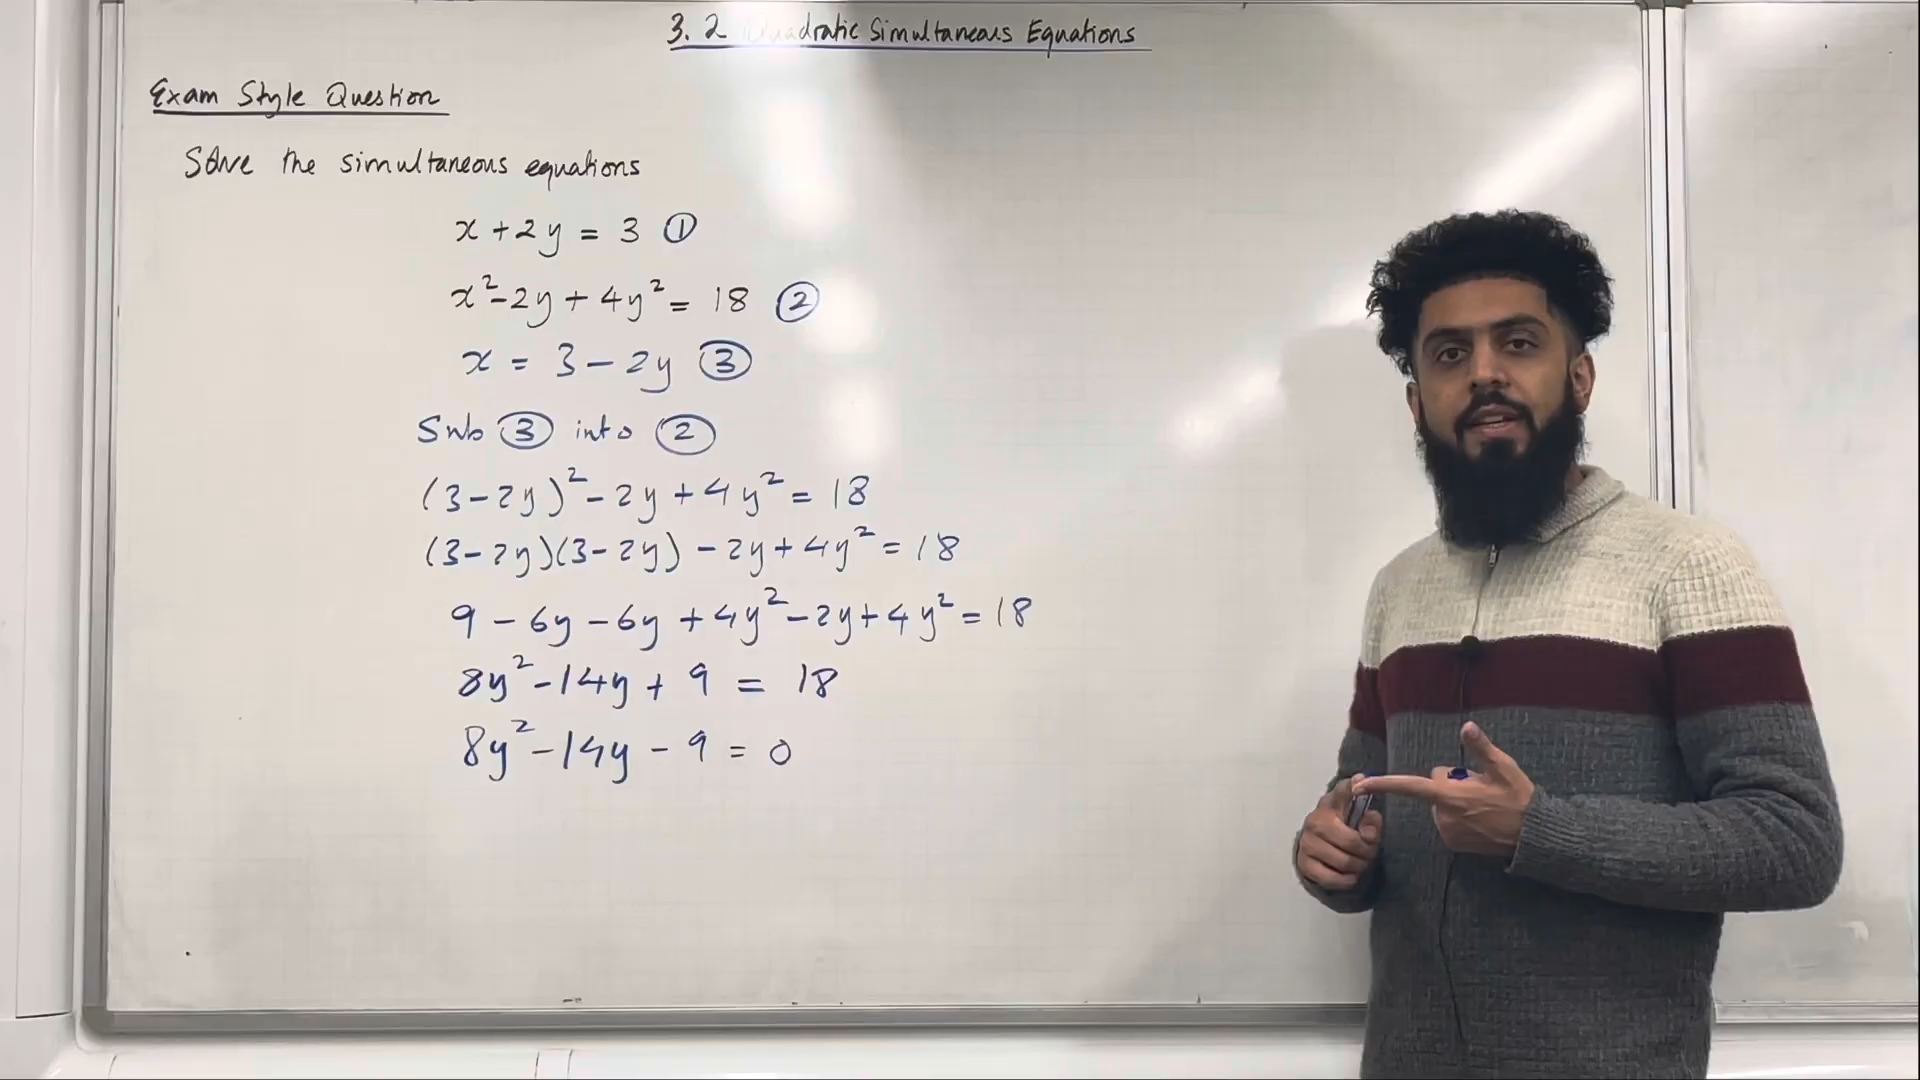 3.2 Quadratic Simultaneous Equations
Exam Style Question
Solve the simultaneous equations
x + 2y = 3 ①
x² - 2y + 4y² = 18 ②
x = 3 - 2y ③
Sub ③ into ②
(3 - 2y)² - 2y + 4y² = 18
(3 - 2y)(3 - 2y) - 2y + 4y² = 18
9 - 6y - 6y + 4y² - 2y + 4y² = 18
8y² - 14y + 9 = 18
8y² - 14y - 9 = 0